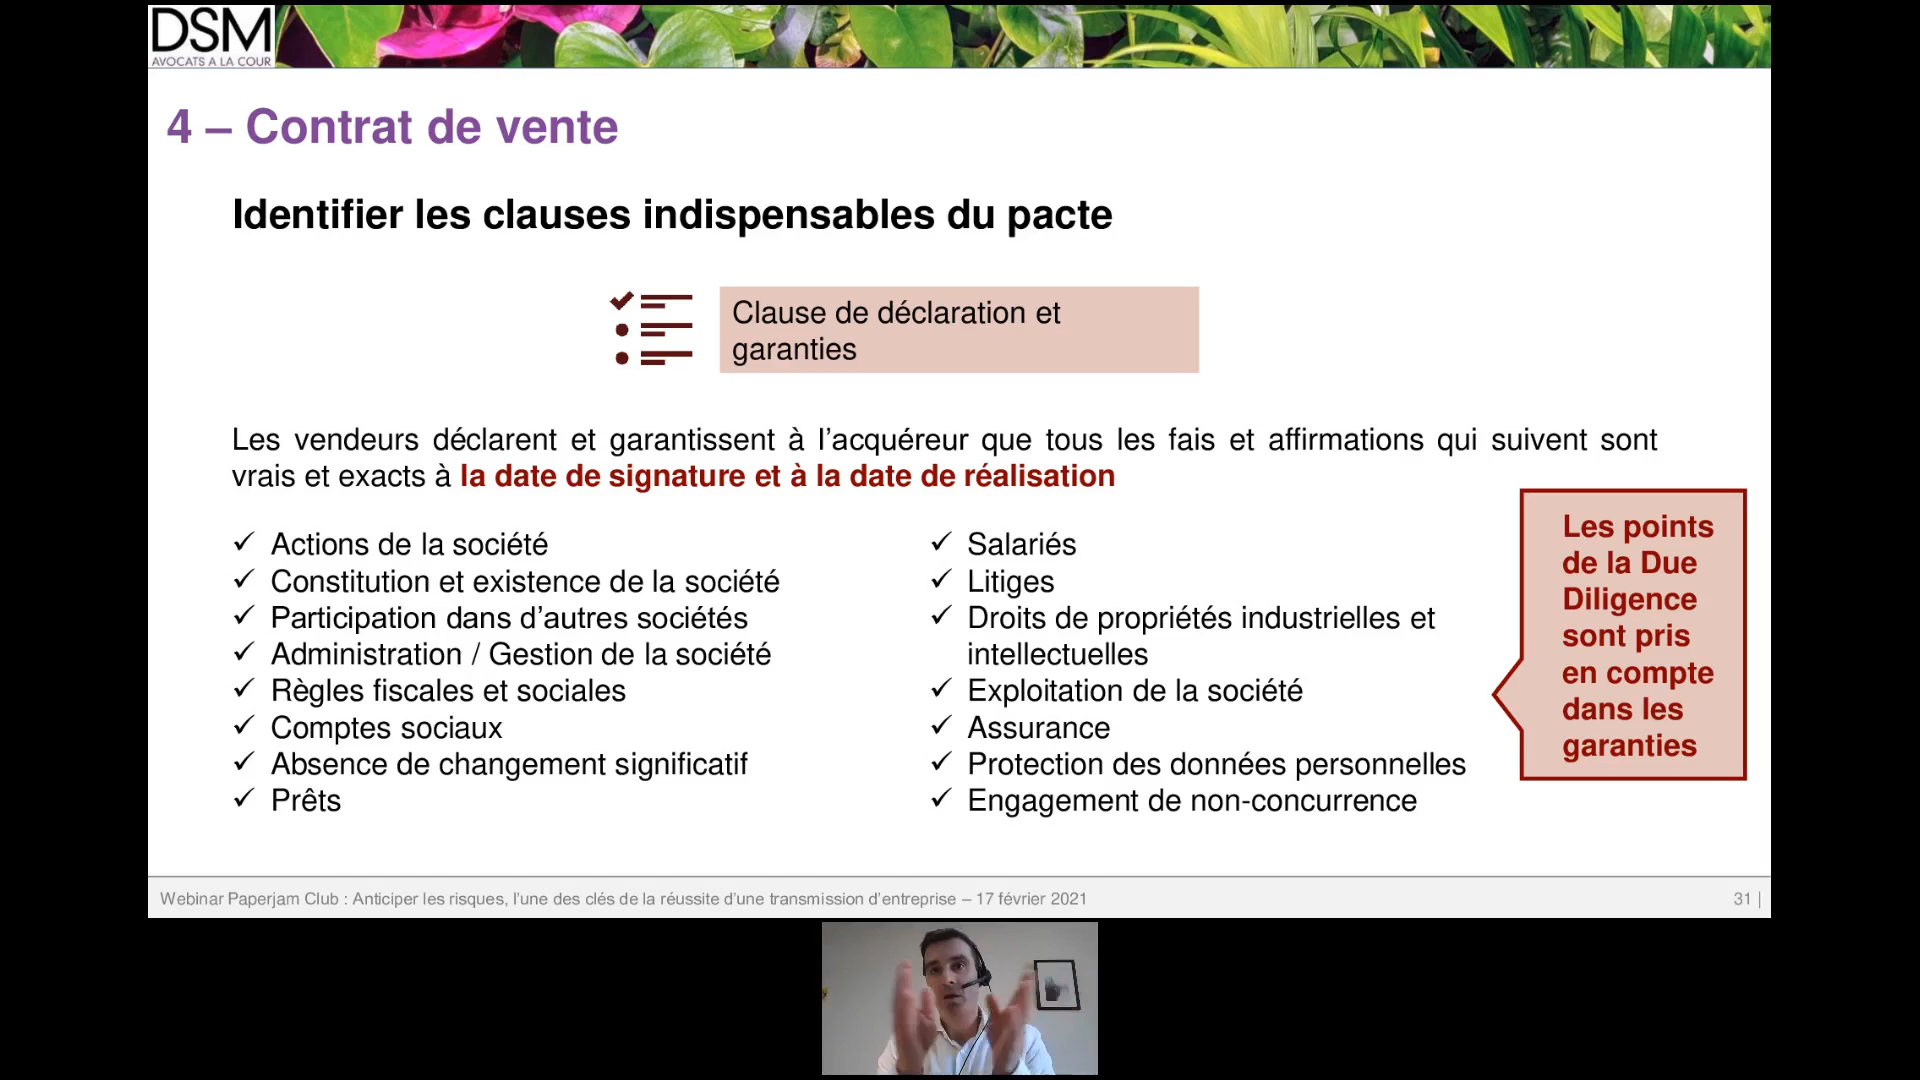 DSM
AVOCATS A LA COUR
4 – Contrat de vente
Identifier les clauses indispensables du pacte
Clause de déclaration et
garanties
Les vendeurs déclarent et garantissent à l’acquéreur que tous les fais et affirmations qui suivent sont
vrais et exacts à la date de signature et à la date de réalisation
✓ Actions de la société
✓ Constitution et existence de la société
✓ Participation dans d’autres sociétés
✓ Administration / Gestion de la société
✓ Règles fiscales et sociales
✓ Comptes sociaux
✓ Absence de changement significatif
✓ Prêts
✓ Salariés
✓ Litiges
✓ Droits de propriétés industrielles et
intellectuelles
✓ Exploitation de la société
✓ Assurance
✓ Protection des données personnelles
✓ Engagement de non-concurrence
Les points
de la Due
Diligence
sont pris
en compte
dans les
garanties
Webinar Paperjam Club : Anticiper les risques, l’une des clés de la réussite d’une transmission d’entreprise – 17 février 2021
31 |